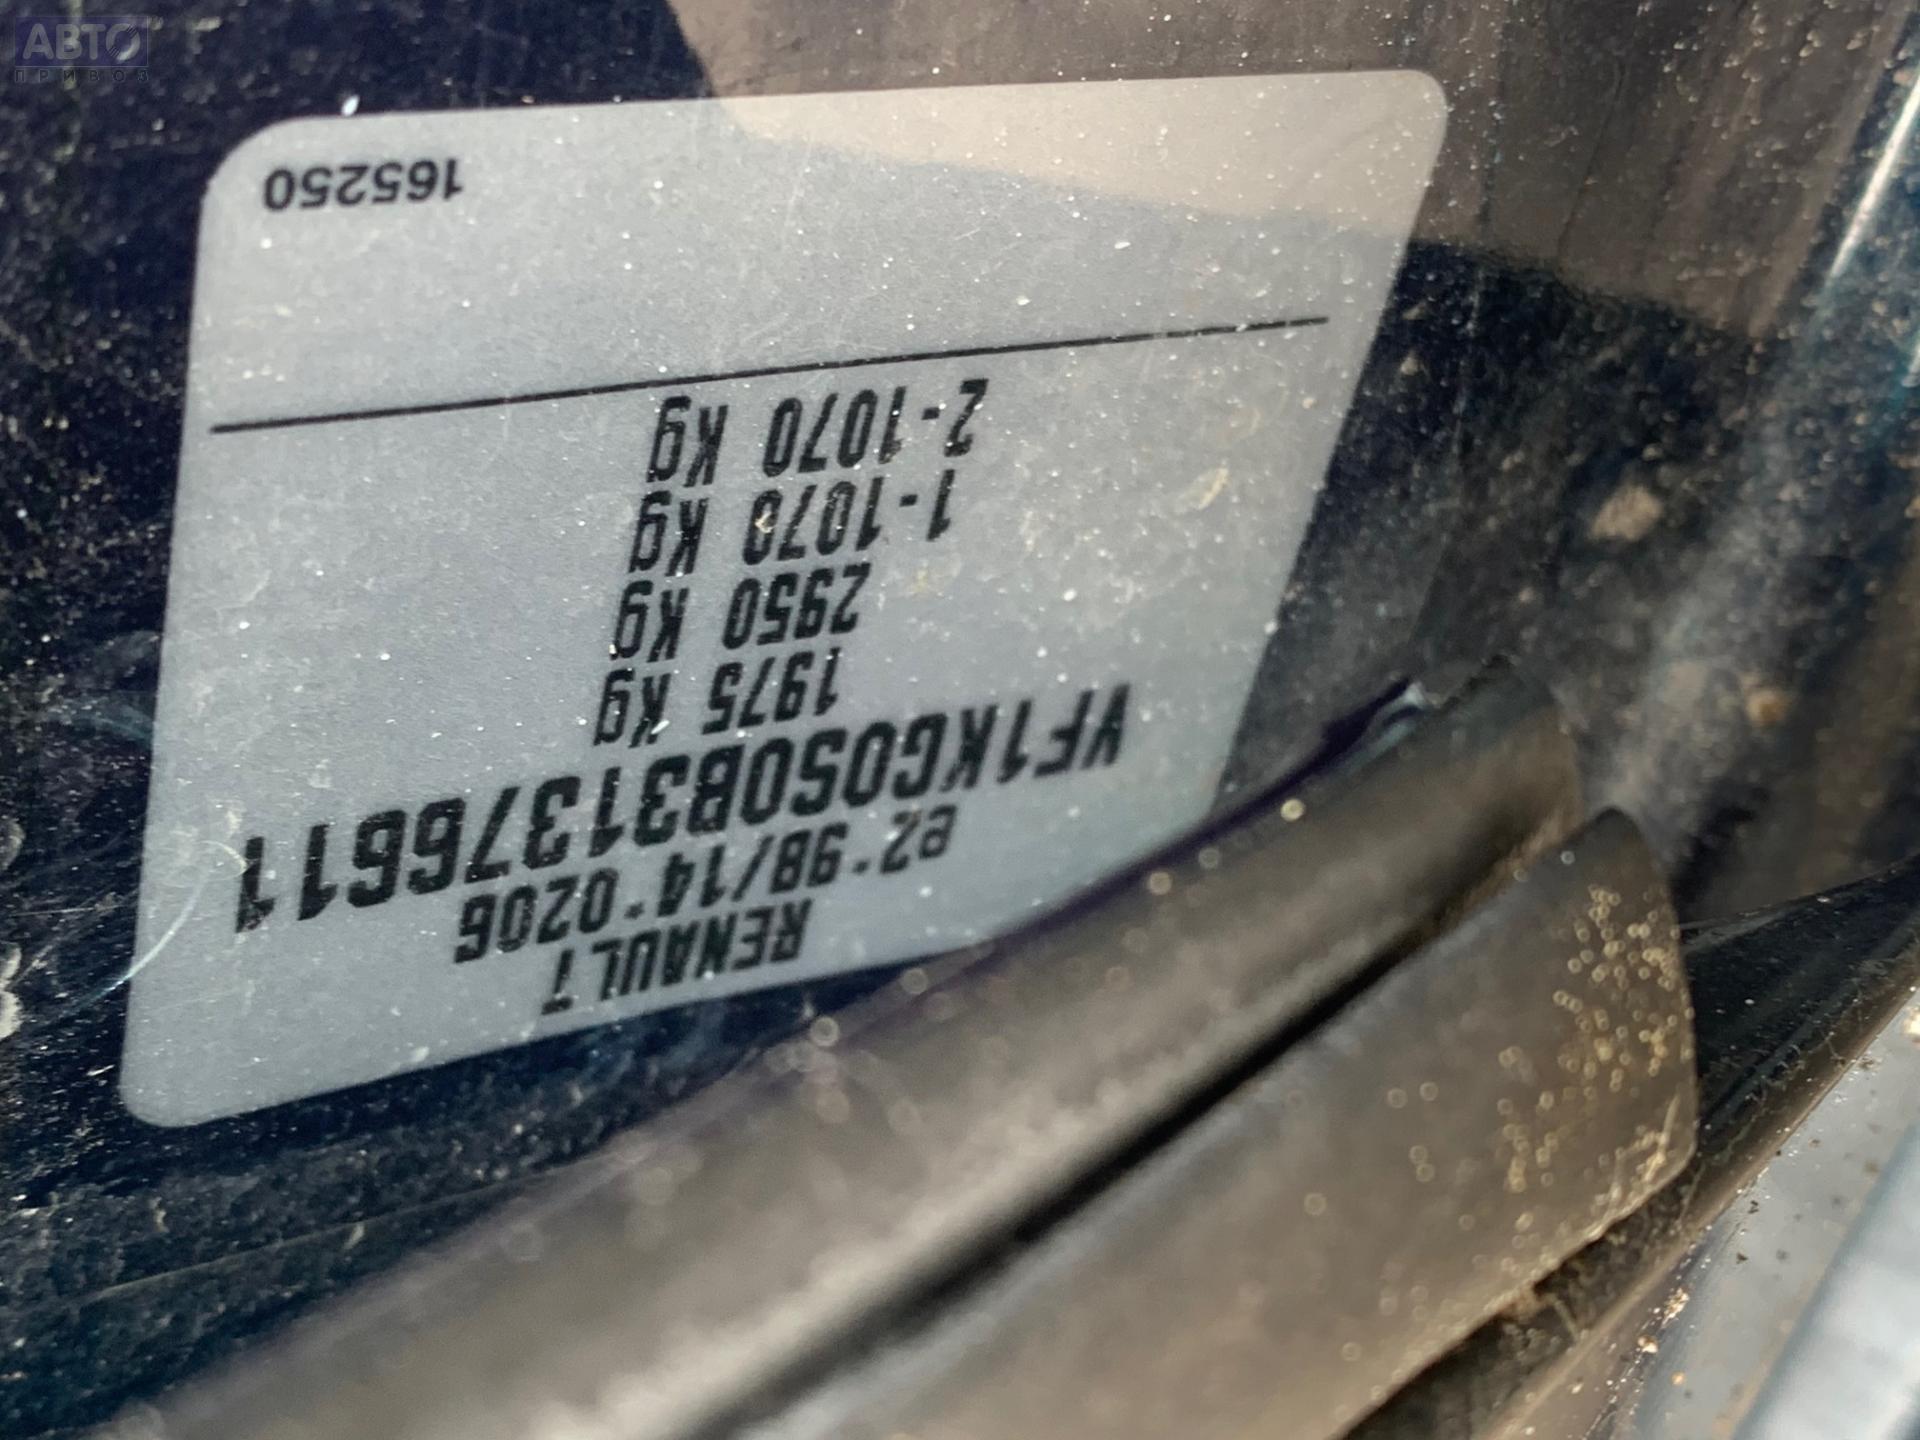 АВТО
ПРИВОЗ
RENAULT
e2*98/14*0206
VF1KG0S0B31376611
1975 Kg
2950 Kg
1-1070 Kg
2-1070 Kg
165250